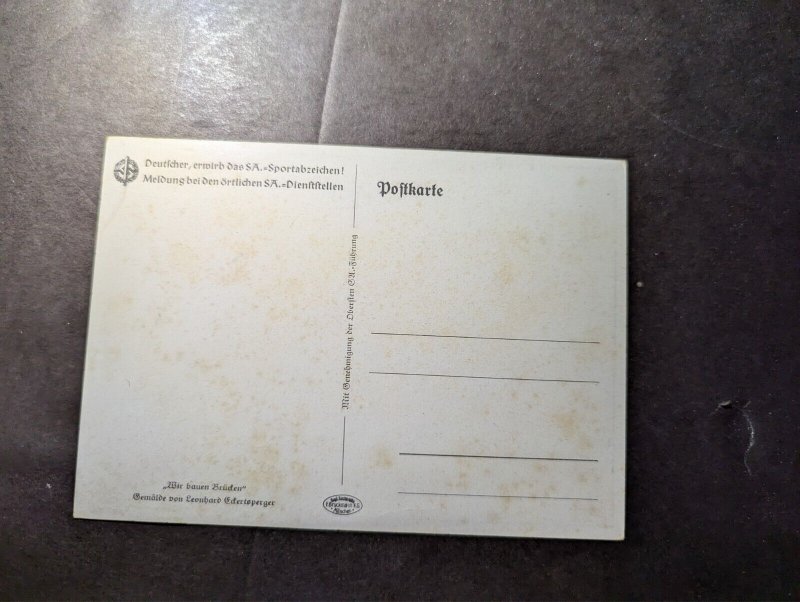 Deutscher, erwirb das SA.=Sportabzeichen!
Meldung bei den örtlichen SA.=Dienststellen
Postkarte
Mit Genehmigung der Obersten SA.=Führung
„Wir bauen Brücken"
Gemälde von Leonhard Eckertsperger
München